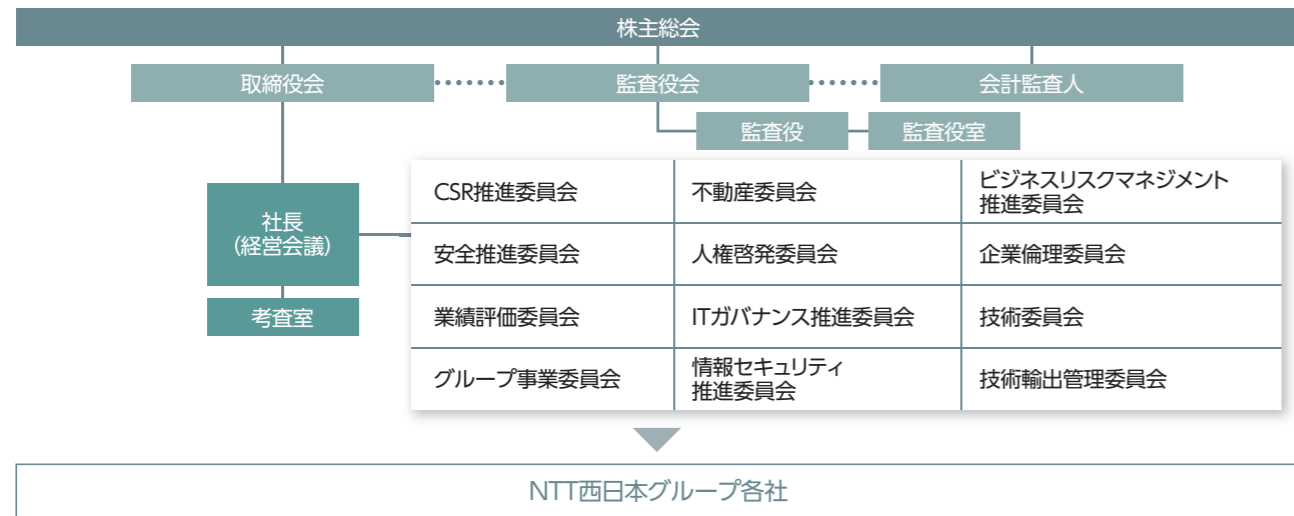 株主総会
取締役会
監査役会
会計監査人
監査役
監査役室
社長
(経営会議)
考査室
CSR推進委員会
不動産委員会
ビジネスリスクマネジメント
推進委員会
安全推進委員会
人権啓発委員会
企業倫理委員会
業績評価委員会
ITガバナンス推進委員会
技術委員会
グループ事業委員会
情報セキュリティ
推進委員会
技術輸出管理委員会
NTT西日本グループ各社